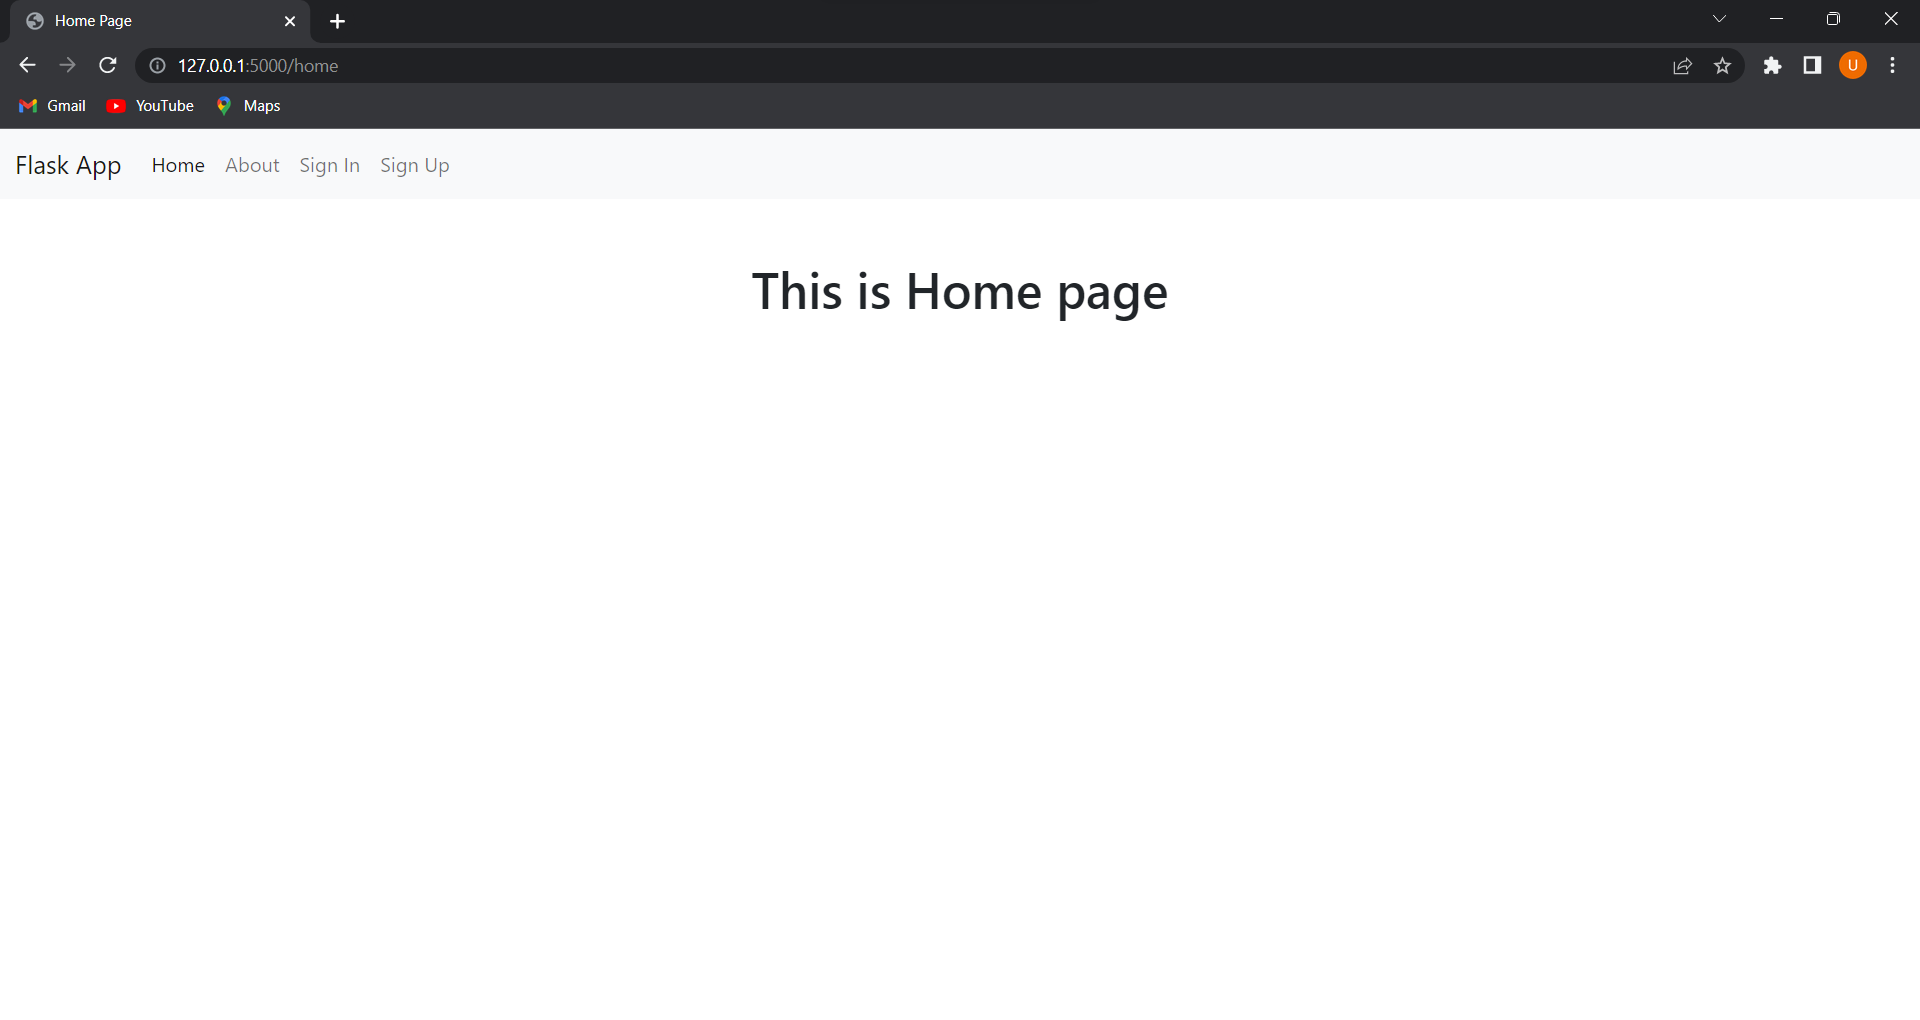 Home Page
127.0.0.1:5000/home
U
Gmail YouTube Maps
Flask App Home About Sign In Sign Up
This is Home page